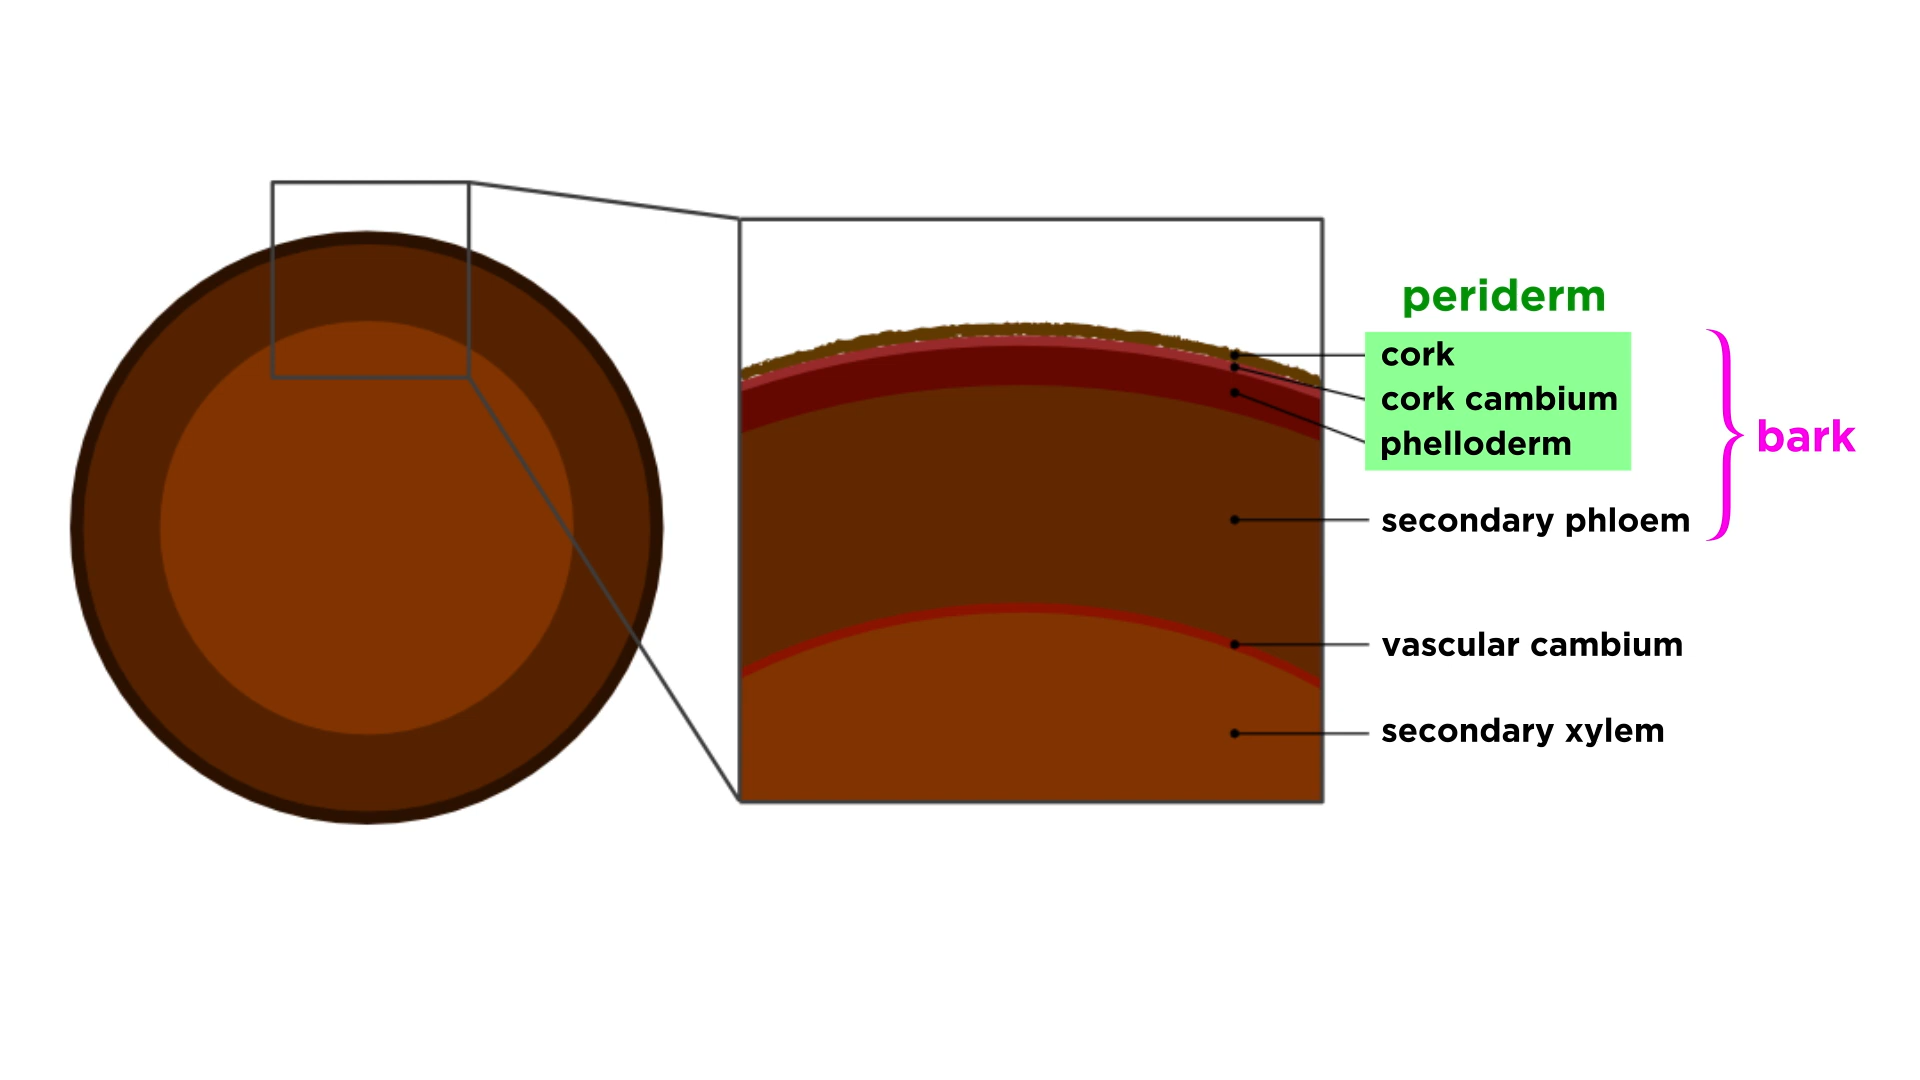 periderm
cork
cork cambium
phelloderm
bark
secondary phloem
vascular cambium
secondary xylem